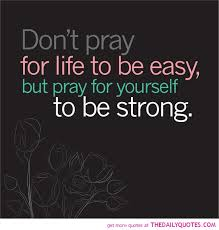 Don't pray
for life to be easy,
but pray for yourself
to be strong.
get more quotes at THEDAILYQUOTES.COM